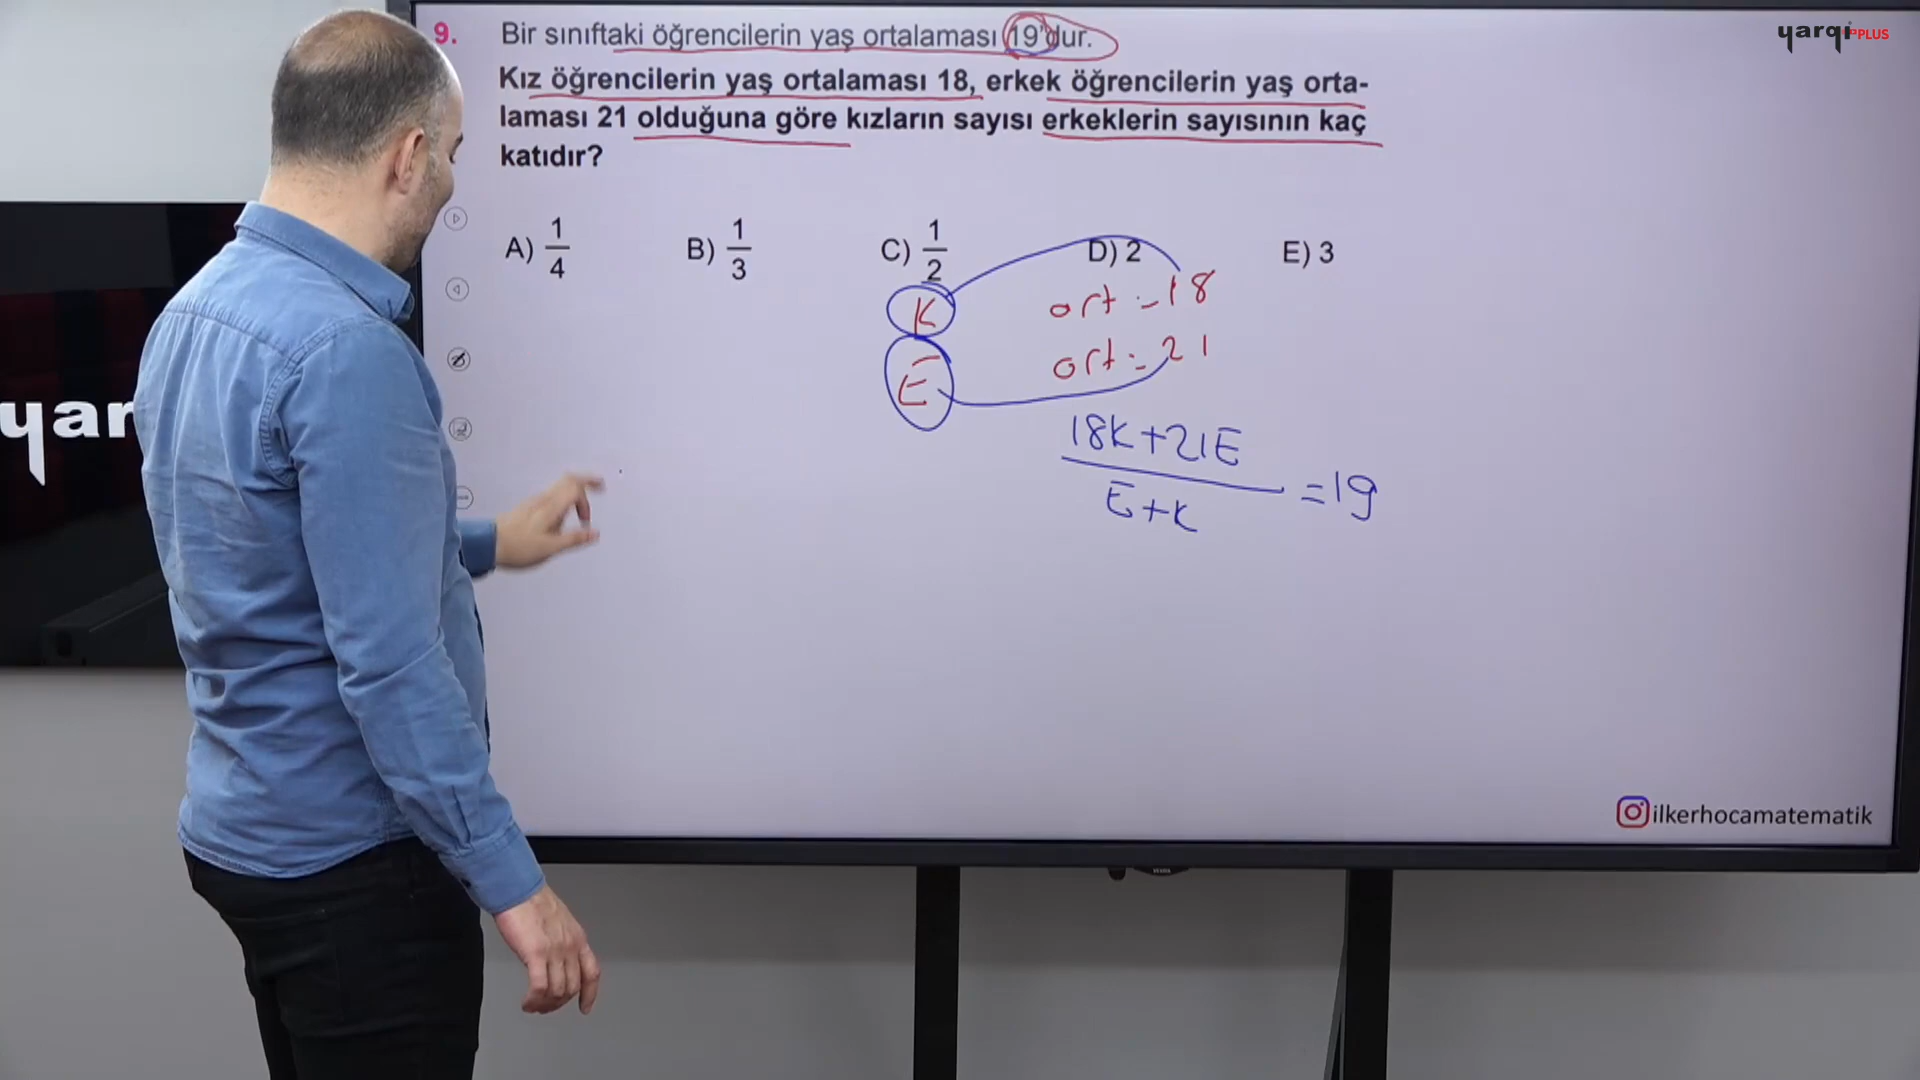 yargı PLUS
9. Bir sınıftaki öğrencilerin yaş ortalaması 19'dur.
Kız öğrencilerin yaş ortalaması 18, erkek öğrencilerin yaş orta-
laması 21 olduğuna göre kızların sayısı erkeklerin sayısının kaç
katıdır?
A) 1/4 B) 1/3 C) 1/2 D) 2 E) 3
K ort = 18
E ort = 21
18K+21E
E+K
=19
yar
ilkerhocamatematik